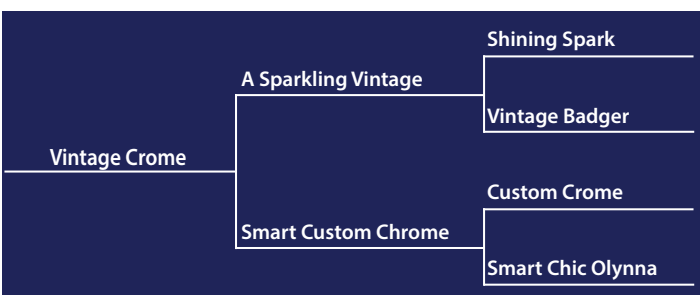 Shining Spark
A Sparkling Vintage
Vintage Badger
Vintage Crome
Custom Crome
Smart Custom Chrome
Smart Chic Olynna